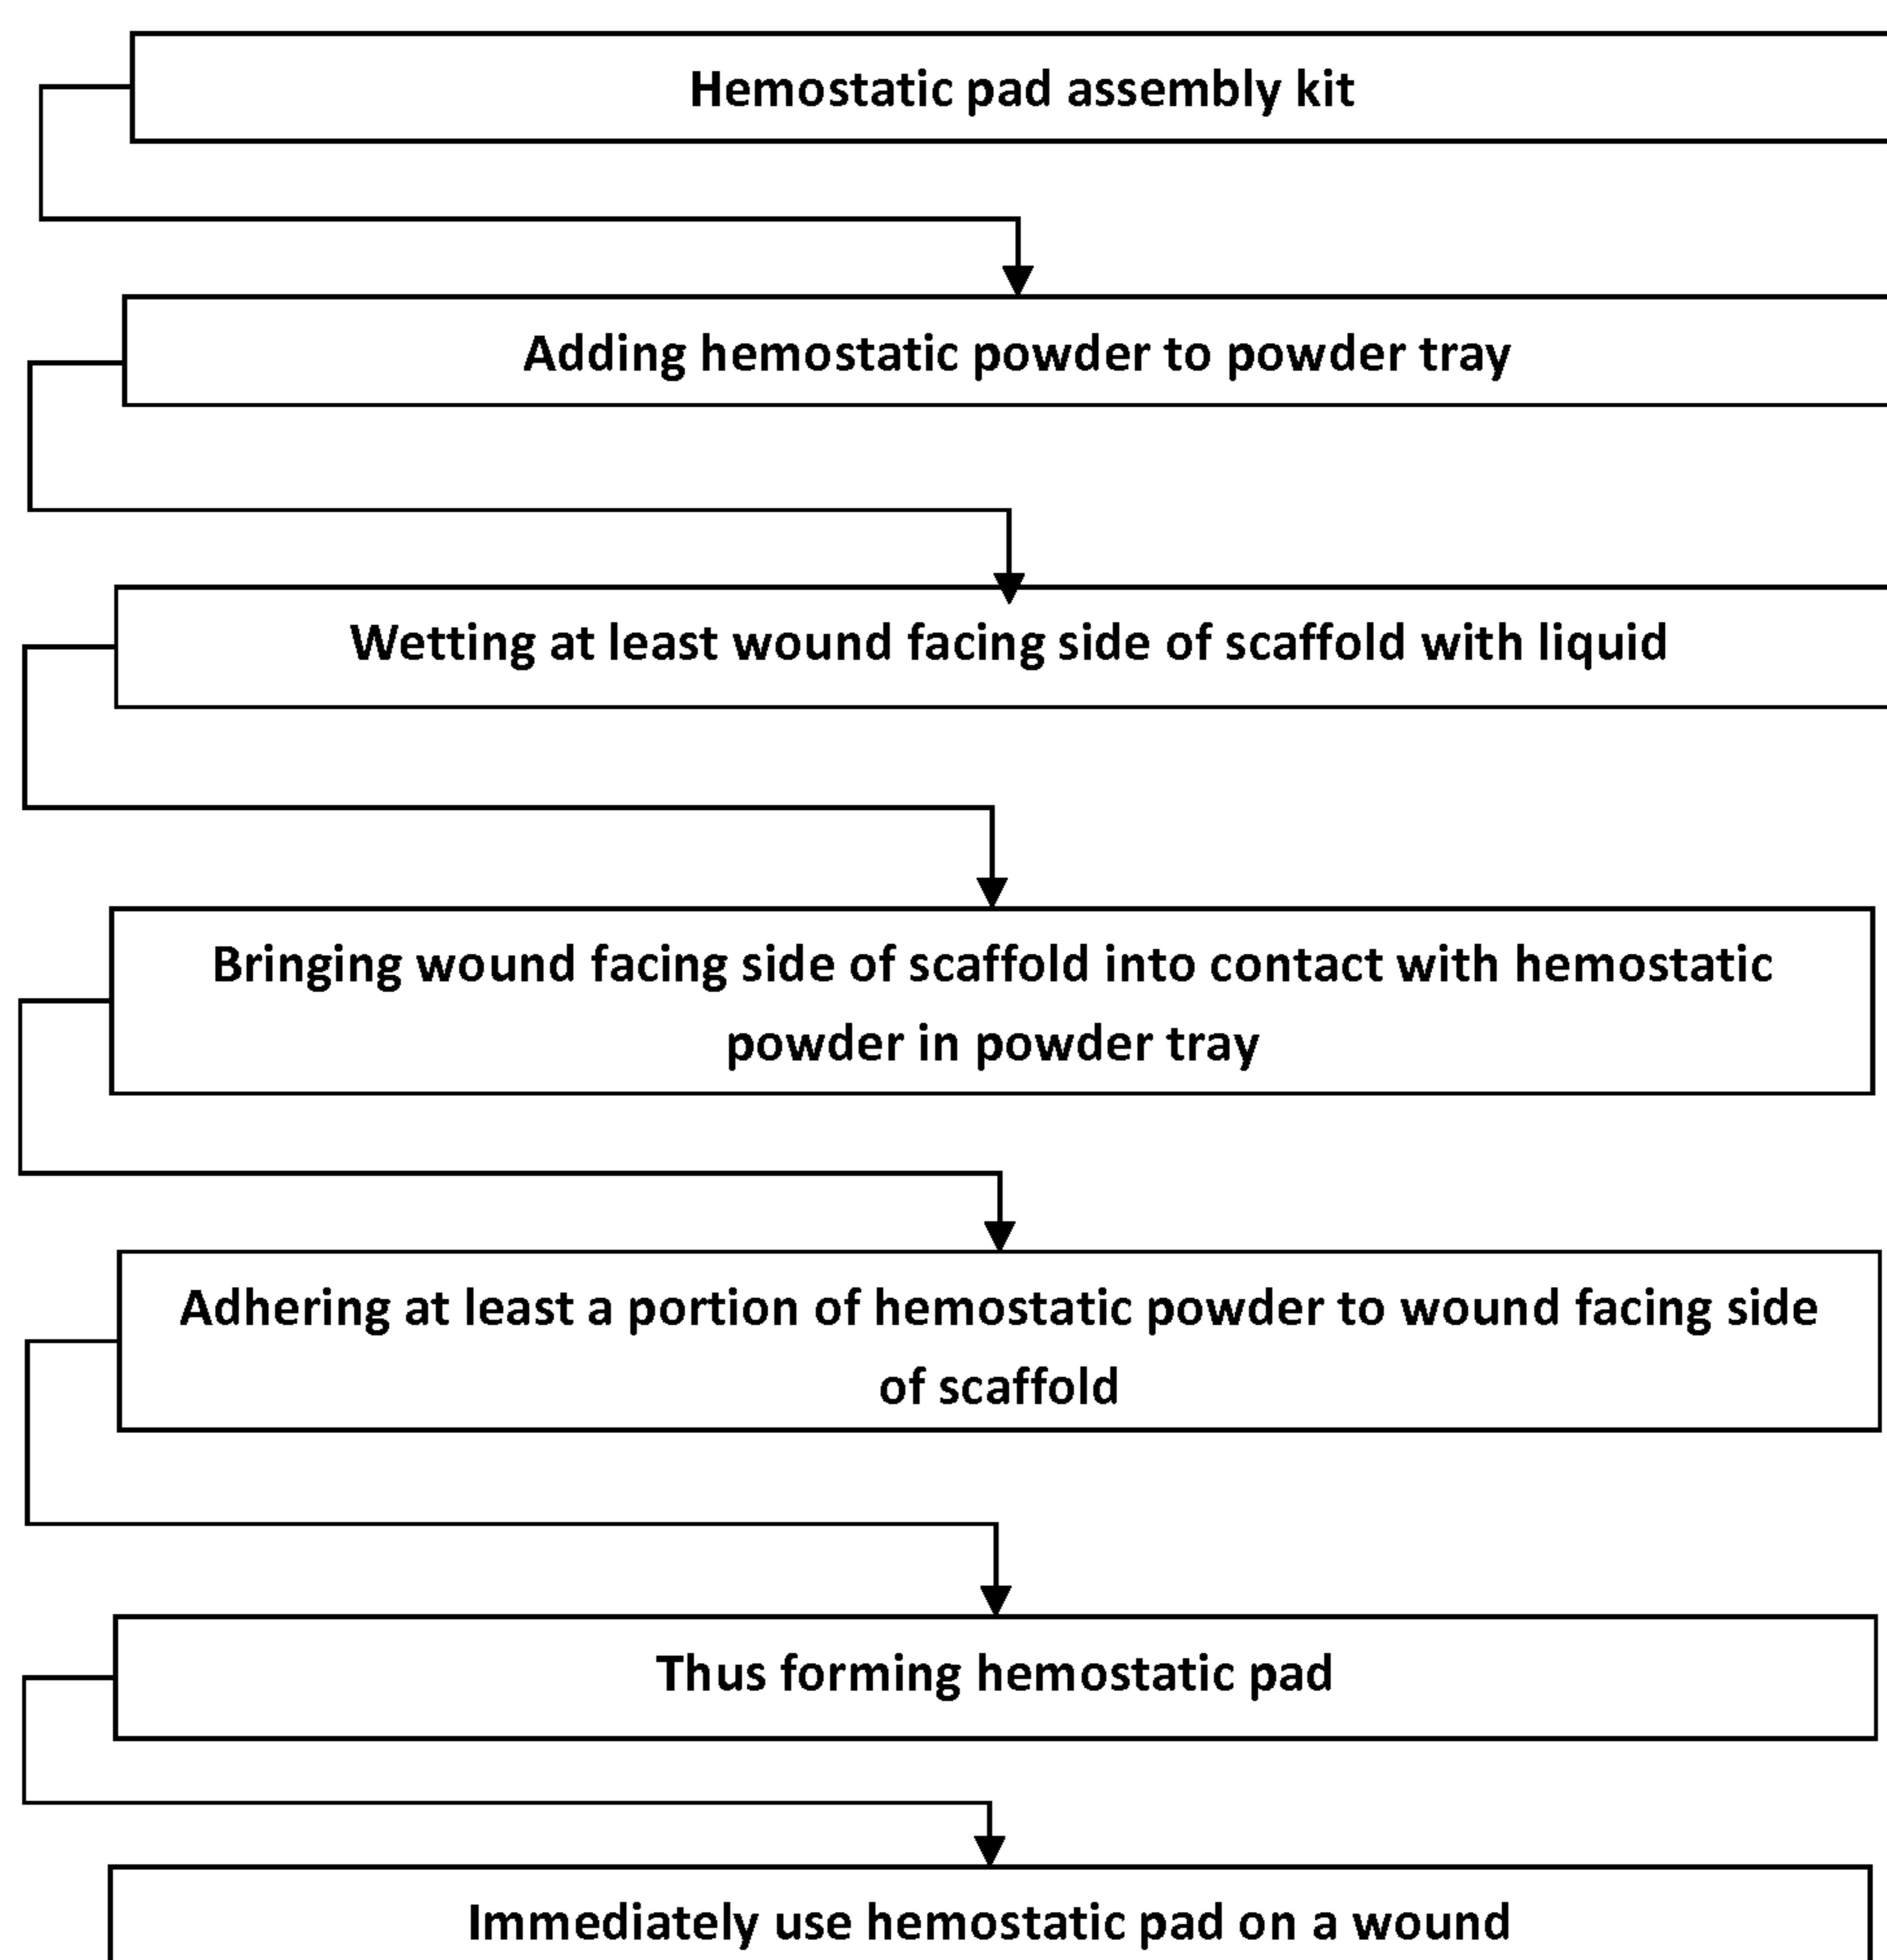 Hemostatic pad assembly kit
Adding hemostatic powder to powder tray
Wetting at least wound facing side of scaffold with liquid
Bringing wound facing side of scaffold into contact with hemostatic
powder in powder tray
Adhering at least a portion of hemostatic powder to wound facing side
of scaffold
Thus forming hemostatic pad
Immediately use hemostatic pad on a wound